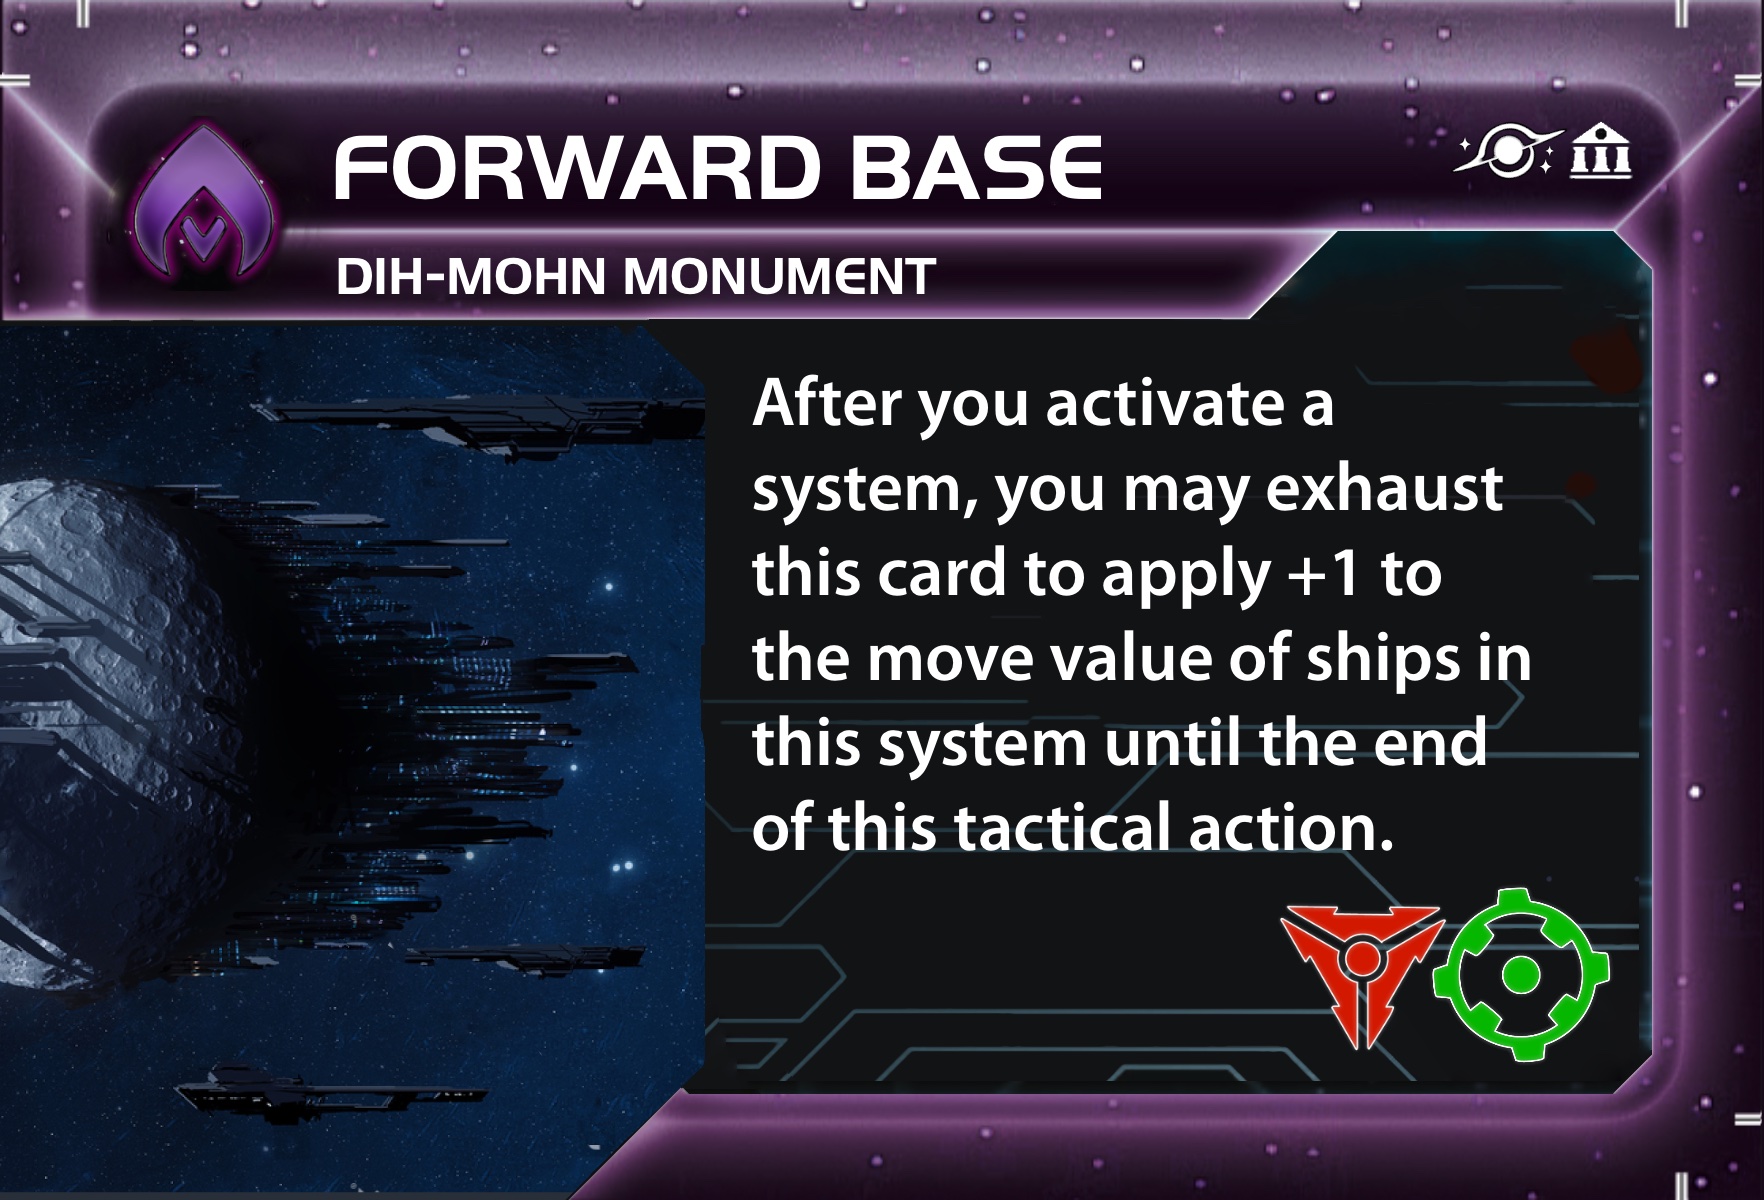 FORWARD BASE
DIH-MOHN MONUMENT
After you activate a
system, you may exhaust
this card to apply +1 to
the move value of ships in
this system until the end
of this tactical action.